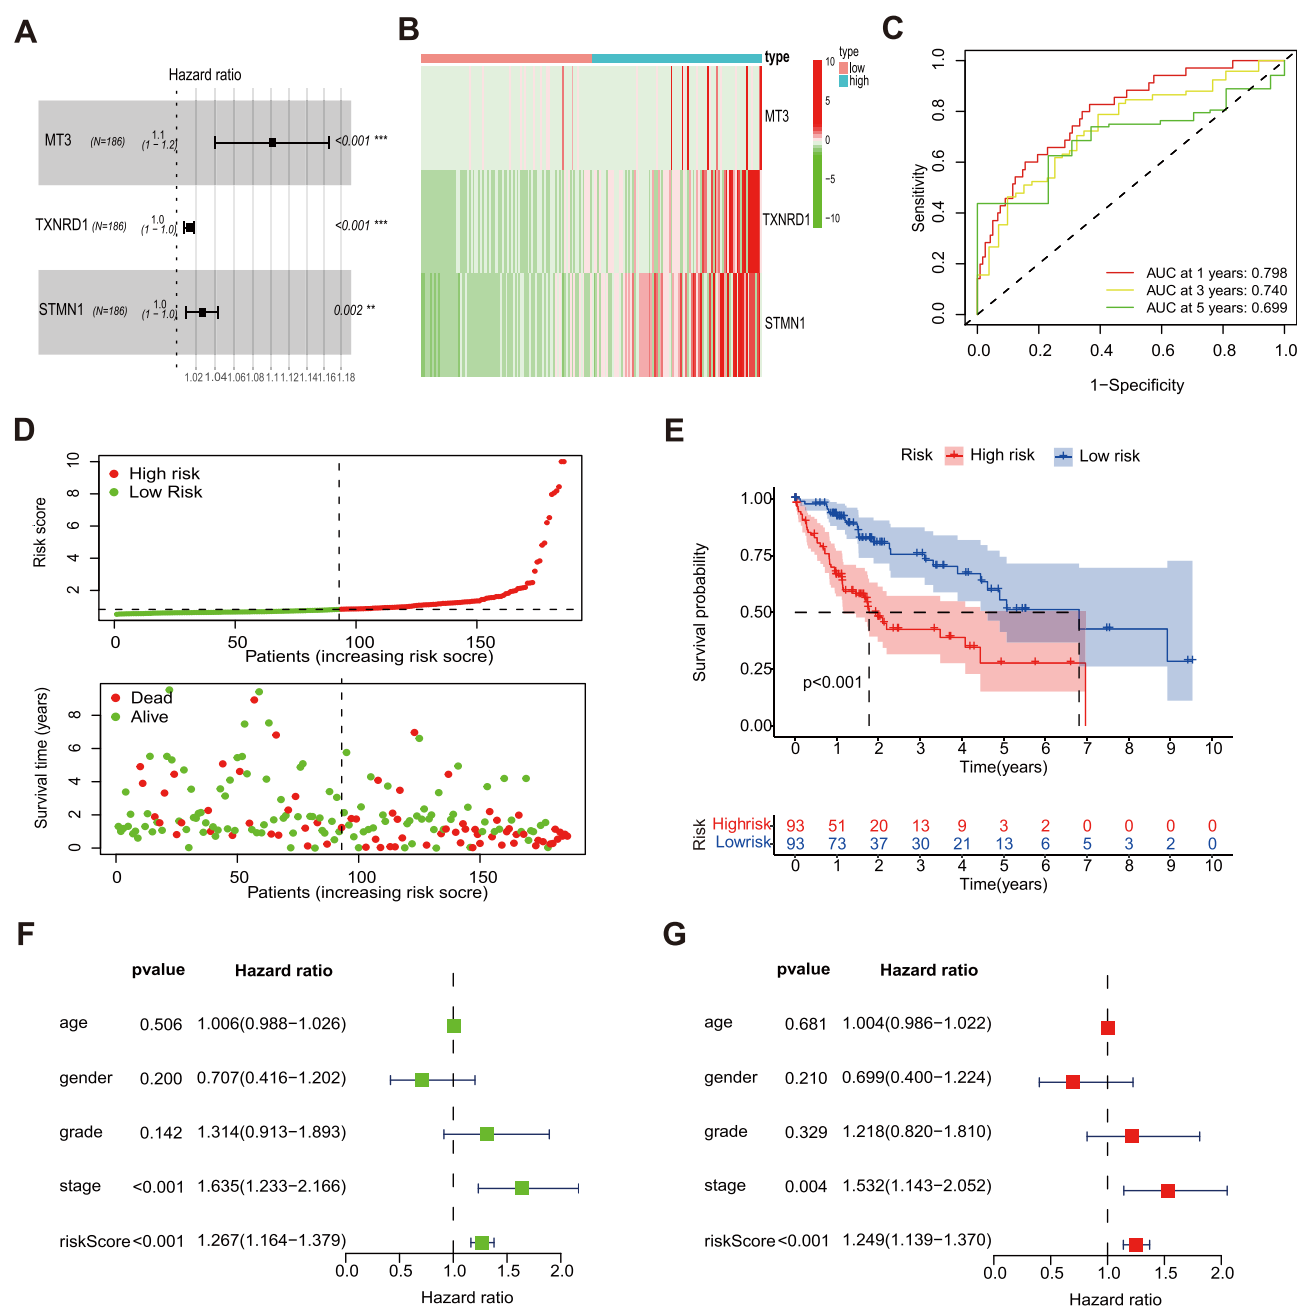 A
Hazard ratio
MT3 (N=186) 1.1 (1 − 1.2) <0.001 ***
TXNRD1 (N=186) 1.0 (1 − 1.0) <0.001 ***
STMN1 (N=186) 1.0 (1 − 1.0) 0.002 **
1.02 1.04 1.06 1.08 1.1 1.12 1.14 1.16 1.18
B
type
type
low
high
10
5
0
−5
−10
MT3
TXNRD1
STMN1
C
Sensitivity
0.0 0.2 0.4 0.6 0.8 1.0
AUC at 1 years: 0.798
AUC at 3 years: 0.740
AUC at 5 years: 0.699
0.0 0.2 0.4 0.6 0.8 1.0
1−Specificity
D
Risk score
2 4 6 8 10
High risk
Low Risk
0 50 100 150
Patients (increasing risk socre)
Survival time (years)
0 2 4 6 8
Dead
Alive
0 50 100 150
Patients (increasing risk socre)
E
Risk High risk Low risk
Survival probability
1.00
0.75
0.50
0.25
0.00
p<0.001
0 1 2 3 4 5 6 7 8 9 10
Time(years)
Risk
Highrisk 93 51 20 13 9 3 2 0 0 0 0
Lowrisk 93 73 37 30 21 13 6 5 3 2 0
0 1 2 3 4 5 6 7 8 9 10
Time(years)
F
pvalue Hazard ratio
age 0.506 1.006(0.988−1.026)
gender 0.200 0.707(0.416−1.202)
grade 0.142 1.314(0.913−1.893)
stage <0.001 1.635(1.233−2.166)
riskScore <0.001 1.267(1.164−1.379)
0.0 0.5 1.0 1.5 2.0
Hazard ratio
G
pvalue Hazard ratio
age 0.681 1.004(0.986−1.022)
gender 0.210 0.699(0.400−1.224)
grade 0.329 1.218(0.820−1.810)
stage 0.004 1.532(1.143−2.052)
riskScore <0.001 1.249(1.139−1.370)
0.0 0.5 1.0 1.5 2.0
Hazard ratio